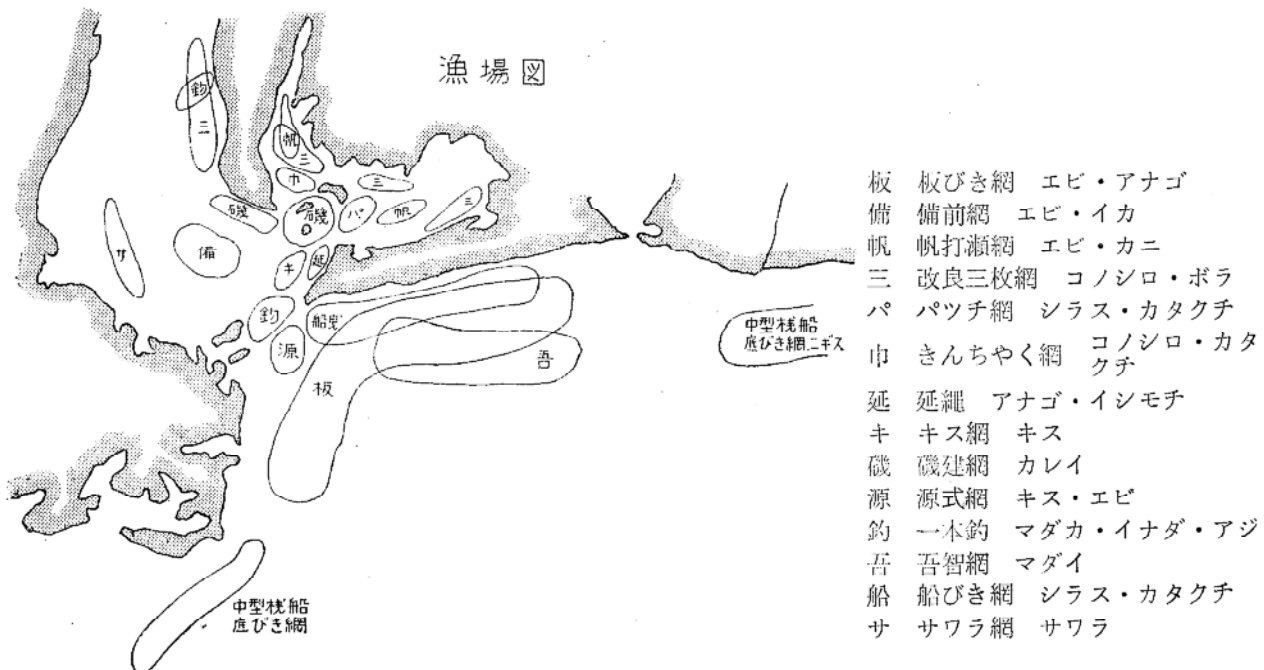 漁場図
釣
三
帆
三
巾
三
磯
磯
パ
帆
三
サ
備
キ
延
釣
船曳
源
吾
板
中型桟船
底びき網ニギス
中型桟船
底びき網
板 板びき網 エビ・アナゴ
備 備前網 エビ・イカ
帆 帆打瀬網 エビ・カニ
三 改良三枚網 コノシロ・ボラ
パ パツチ網 シラス・カタクチ
巾 きんちやく網 コノシロ・カタ
クチ
延 延繩 アナゴ・イシモチ
キ キス網 キス
磯 磯建網 カレイ
源 源式網 キス・エビ
釣 一本釣 マダカ・イナダ・アジ
吾 吾智網 マダイ
船 船びき網 シラス・カタクチ
サ サワラ網 サワラ